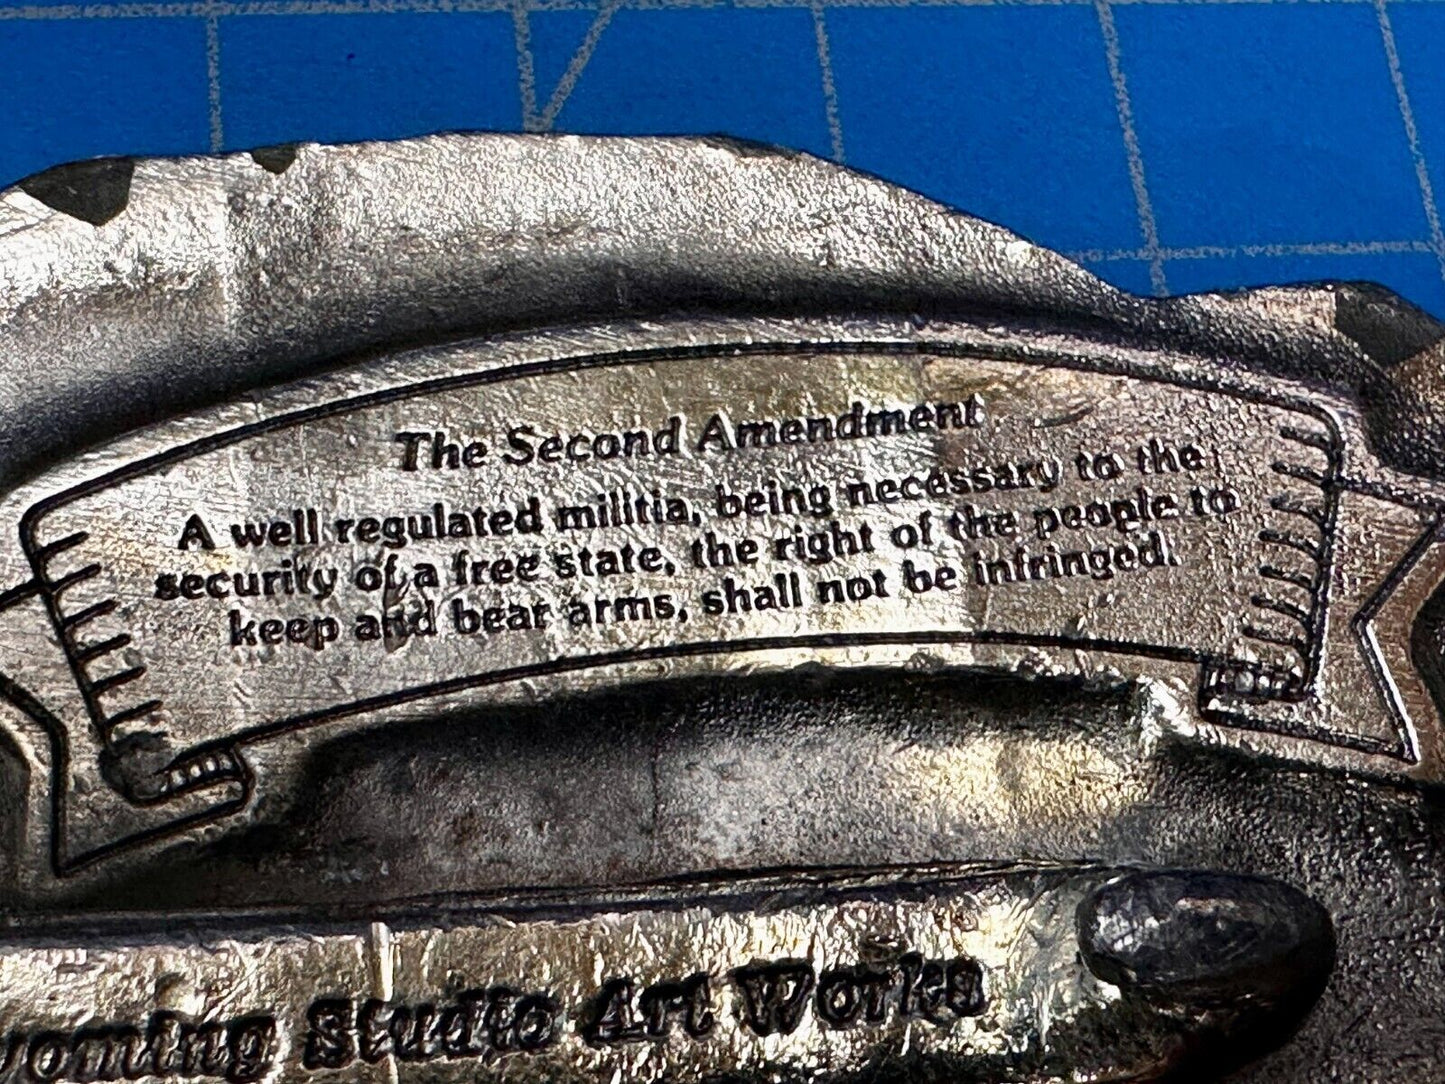 The Second Amendment
A well regulated militia, being necessary to the
security of a free state, the right of the people to
keep and bear arms, shall not be infringed.
yoming Studio Art Works